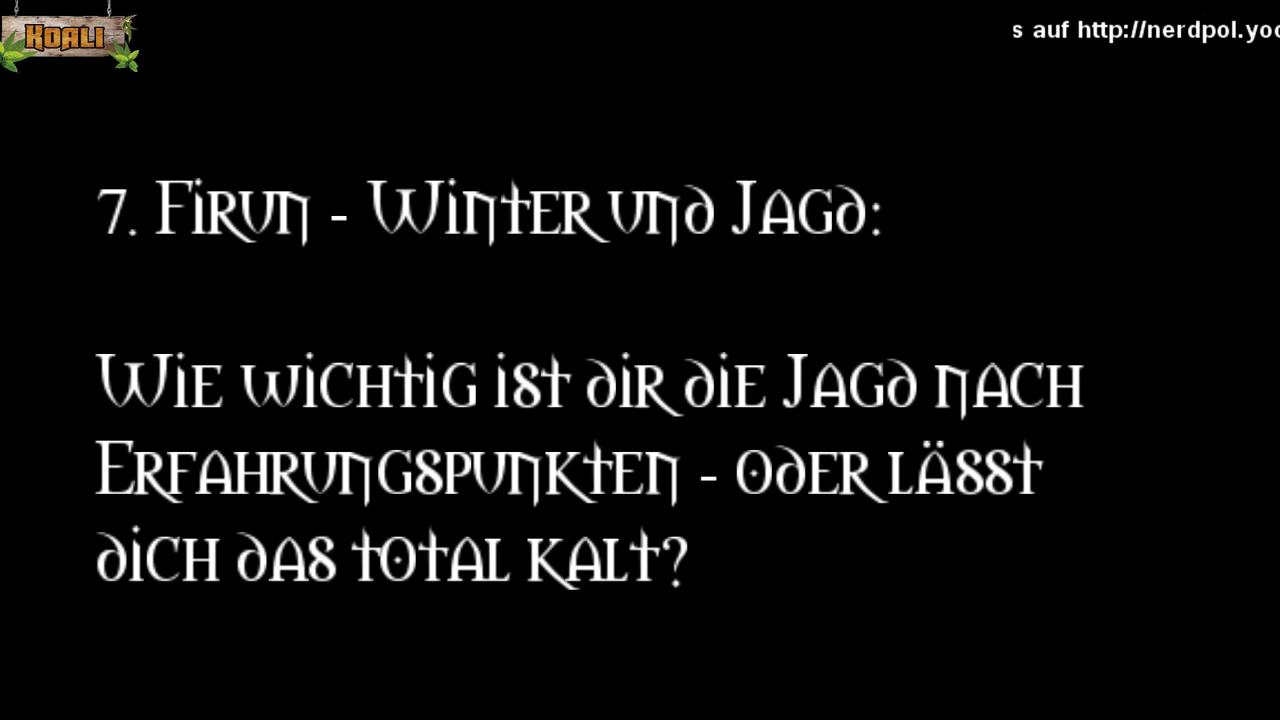 KOALI
s auf http://nerdpol.yo
7. Firun - Winter und Jagd:
Wie wichtig ist dir die Jagd nach
Erfahrungspunkten - oder lässt
dich das total kalt?